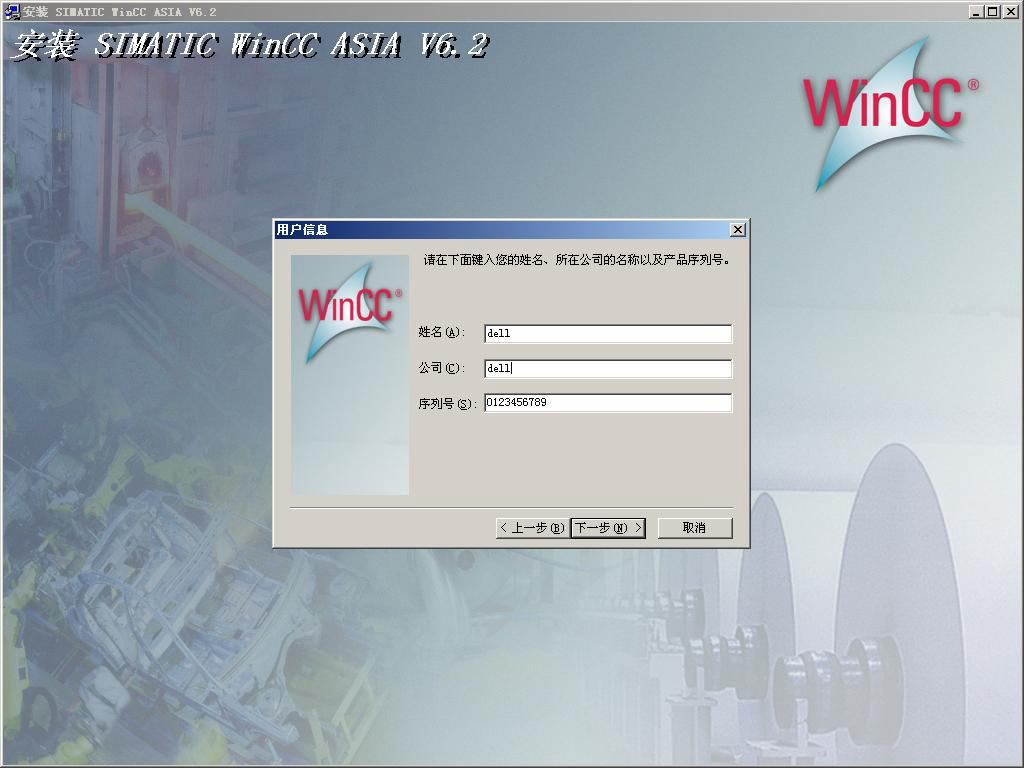 安装 SIMATIC WinCC ASIA V6.2
安装 SIMATIC WinCC ASIA V6.2
WinCC®
用户信息
请在下面键入您的姓名、所在公司的名称以及产品序列号。
WinCC®
姓名(A): dell
公司(C): dell
序列号(S): 0123456789
< 上一步(B) 下一步(N) > 取消